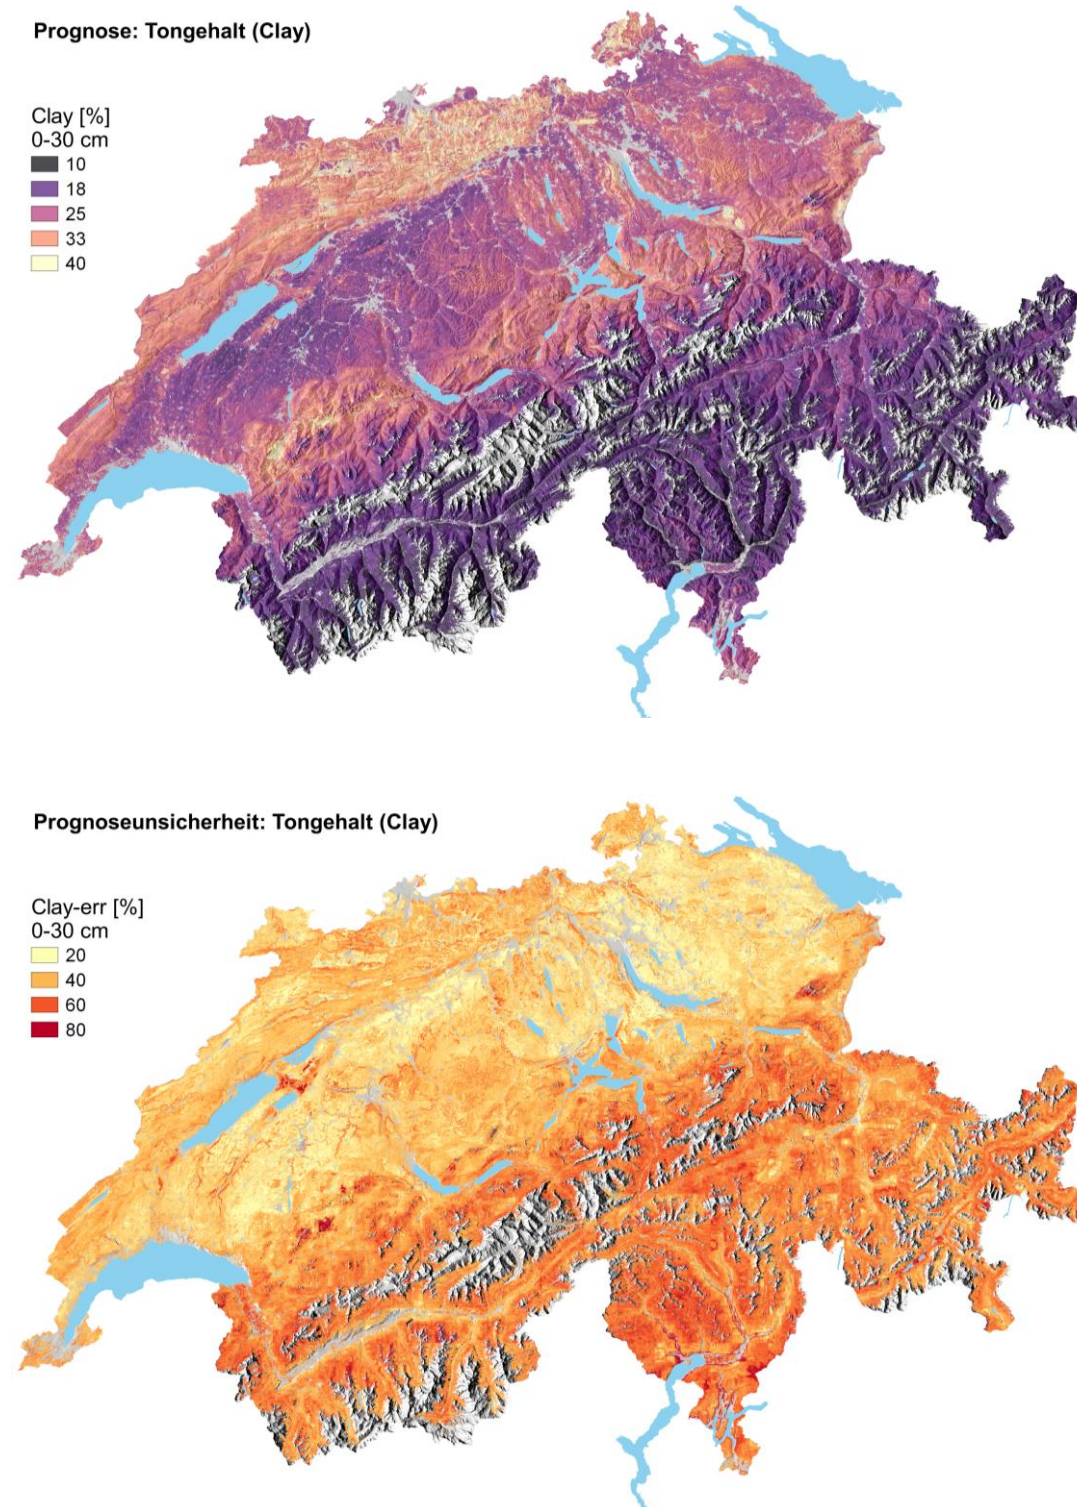 Prognose: Tongehalt (Clay)
Clay [%]
0-30 cm
10
18
25
33
40
Prognoseunsicherheit: Tongehalt (Clay)
Clay-err [%]
0-30 cm
20
40
60
80